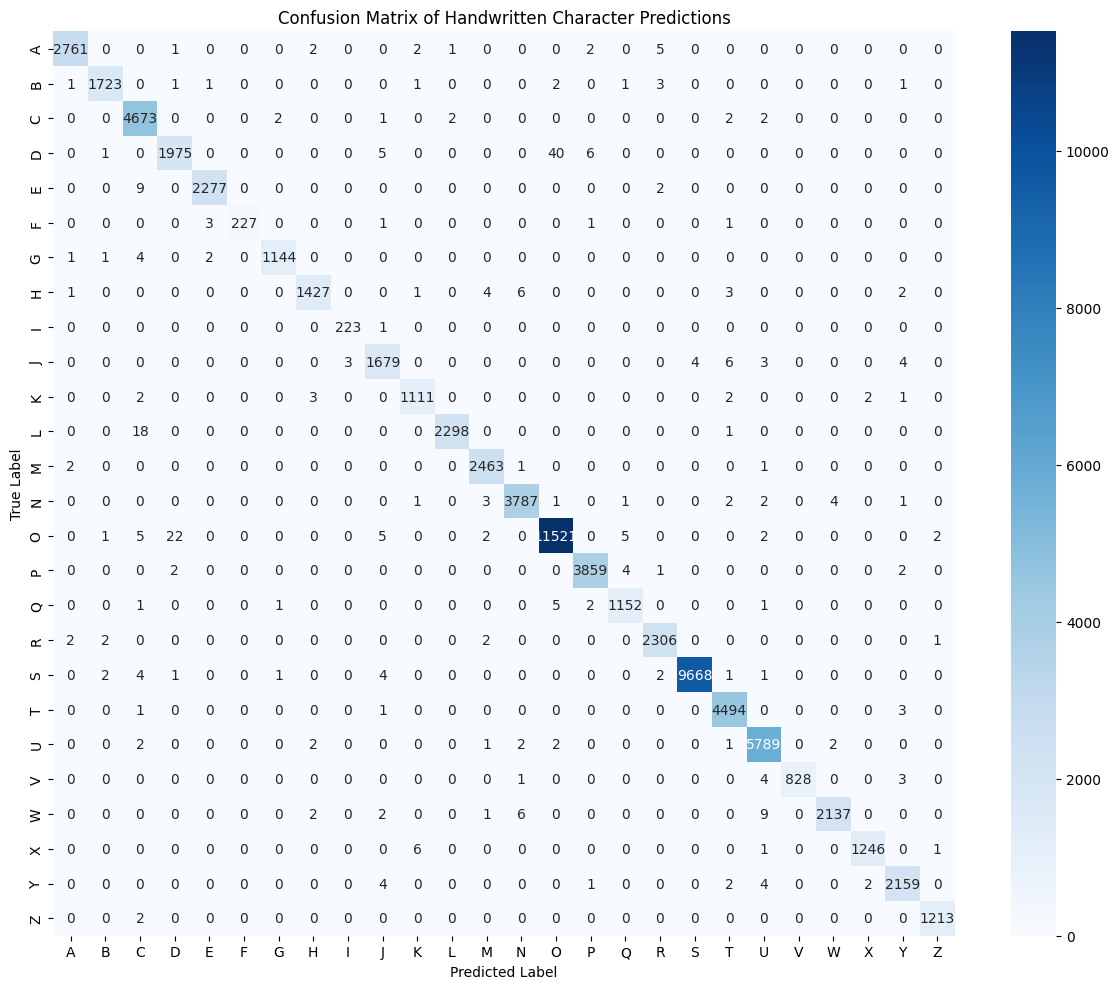 Confusion Matrix of Handwritten Character Predictions
A 2761 0 0 1 0 0 0 2 0 0 2 1 0 0 0 2 0 5 0 0 0 0 0 0 0 0
B 1 1723 0 1 1 0 0 0 0 0 1 0 0 0 2 0 1 3 0 0 0 0 0 0 1 0
C 0 0 4673 0 0 0 2 0 0 1 0 2 0 0 0 0 0 0 0 2 2 0 0 0 0 0
D 0 1 0 1975 0 0 0 0 0 5 0 0 0 0 40 6 0 0 0 0 0 0 0 0 0 0
E 0 0 9 0 2277 0 0 0 0 0 0 0 0 0 0 0 0 2 0 0 0 0 0 0 0 0
F 0 0 0 0 3 227 0 0 0 1 0 0 0 0 0 1 0 0 0 1 0 0 0 0 0 0
G 1 1 4 0 2 0 1144 0 0 0 0 0 0 0 0 0 0 0 0 0 0 0 0 0 0 0
H 1 0 0 0 0 0 0 1427 0 0 1 0 4 6 0 0 0 0 0 3 0 0 0 0 2 0
I 0 0 0 0 0 0 0 0 223 1 0 0 0 0 0 0 0 0 0 0 0 0 0 0 0 0
J 0 0 0 0 0 0 0 0 3 1679 0 0 0 0 0 0 0 0 4 6 3 0 0 0 4 0
K 0 0 2 0 0 0 0 3 0 0 1111 0 0 0 0 0 0 0 0 2 0 0 0 2 1 0
L 0 0 18 0 0 0 0 0 0 0 0 2298 0 0 0 0 0 0 0 1 0 0 0 0 0 0
M 2 0 0 0 0 0 0 0 0 0 0 0 2463 1 0 0 0 0 0 0 1 0 0 0 0 0
N 0 0 0 0 0 0 0 0 0 0 1 0 3 3787 1 0 1 0 0 2 2 0 4 0 1 0
O 0 1 5 22 0 0 0 0 0 5 0 0 2 0 11521 0 5 0 0 0 2 0 0 0 0 2
P 0 0 0 2 0 0 0 0 0 0 0 0 0 0 0 3859 4 1 0 0 0 0 0 0 2 0
Q 0 0 1 0 0 0 1 0 0 0 0 0 0 0 5 2 1152 0 0 0 1 0 0 0 0 0
R 2 2 0 0 0 0 0 0 0 0 0 0 2 0 0 0 0 2306 0 0 0 0 0 0 0 1
S 0 2 4 1 0 0 1 0 0 4 0 0 0 0 0 0 0 2 9668 1 1 0 0 0 0 0
T 0 0 1 0 0 0 0 0 0 1 0 0 0 0 0 0 0 0 0 4494 0 0 0 0 3 0
U 0 0 2 0 0 0 0 2 0 0 0 0 1 2 2 0 0 0 0 1 5789 0 2 0 0 0
V 0 0 0 0 0 0 0 0 0 0 0 0 0 1 0 0 0 0 0 0 4 828 0 0 3 0
W 0 0 0 0 0 0 0 2 0 2 0 0 1 6 0 0 0 0 0 0 9 0 2137 0 0 0
X 0 0 0 0 0 0 0 0 0 0 6 0 0 0 0 0 0 0 0 0 1 0 0 1246 0 1
Y 0 0 0 0 0 0 0 0 0 4 0 0 0 0 0 1 0 0 0 2 4 0 0 2 2159 0
Z 0 0 2 0 0 0 0 0 0 0 0 0 0 0 0 0 0 0 0 0 0 0 0 0 0 1213
A B C D E F G H I J K L M N O P Q R S T U V W X Y Z
Predicted Label
True Label
10000
8000
6000
4000
2000
0